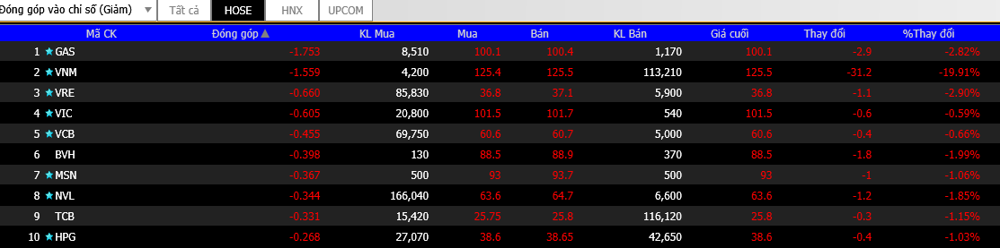 Đóng góp vào chỉ số (Giảm) Tất cả HOSE HNX UPCOM
Mã CK Đóng góp KL Mua Mua Bán KL Bán Giá cuối Thay đổi %Thay đổi
1 GAS -1.753 8,510 100.1 100.4 1,170 100.1 -2.9 -2.82%
2 VNM -1.559 4,200 125.4 125.5 113,210 125.5 -31.2 -19.91%
3 VRE -0.660 85,830 36.8 37.1 5,900 36.8 -1.1 -2.90%
4 VIC -0.605 20,800 101.5 101.7 540 101.5 -0.6 -0.59%
5 VCB -0.455 69,750 60.6 60.7 5,000 60.6 -0.4 -0.66%
6 BVH -0.398 130 88.5 88.9 370 88.5 -1.8 -1.99%
7 MSN -0.367 500 93 93.7 500 93 -1 -1.06%
8 NVL -0.344 166,040 63.6 64.7 6,600 63.6 -1.2 -1.85%
9 TCB -0.331 15,420 25.75 25.8 116,120 25.8 -0.3 -1.15%
10 HPG -0.268 27,070 38.6 38.65 42,650 38.6 -0.4 -1.03%